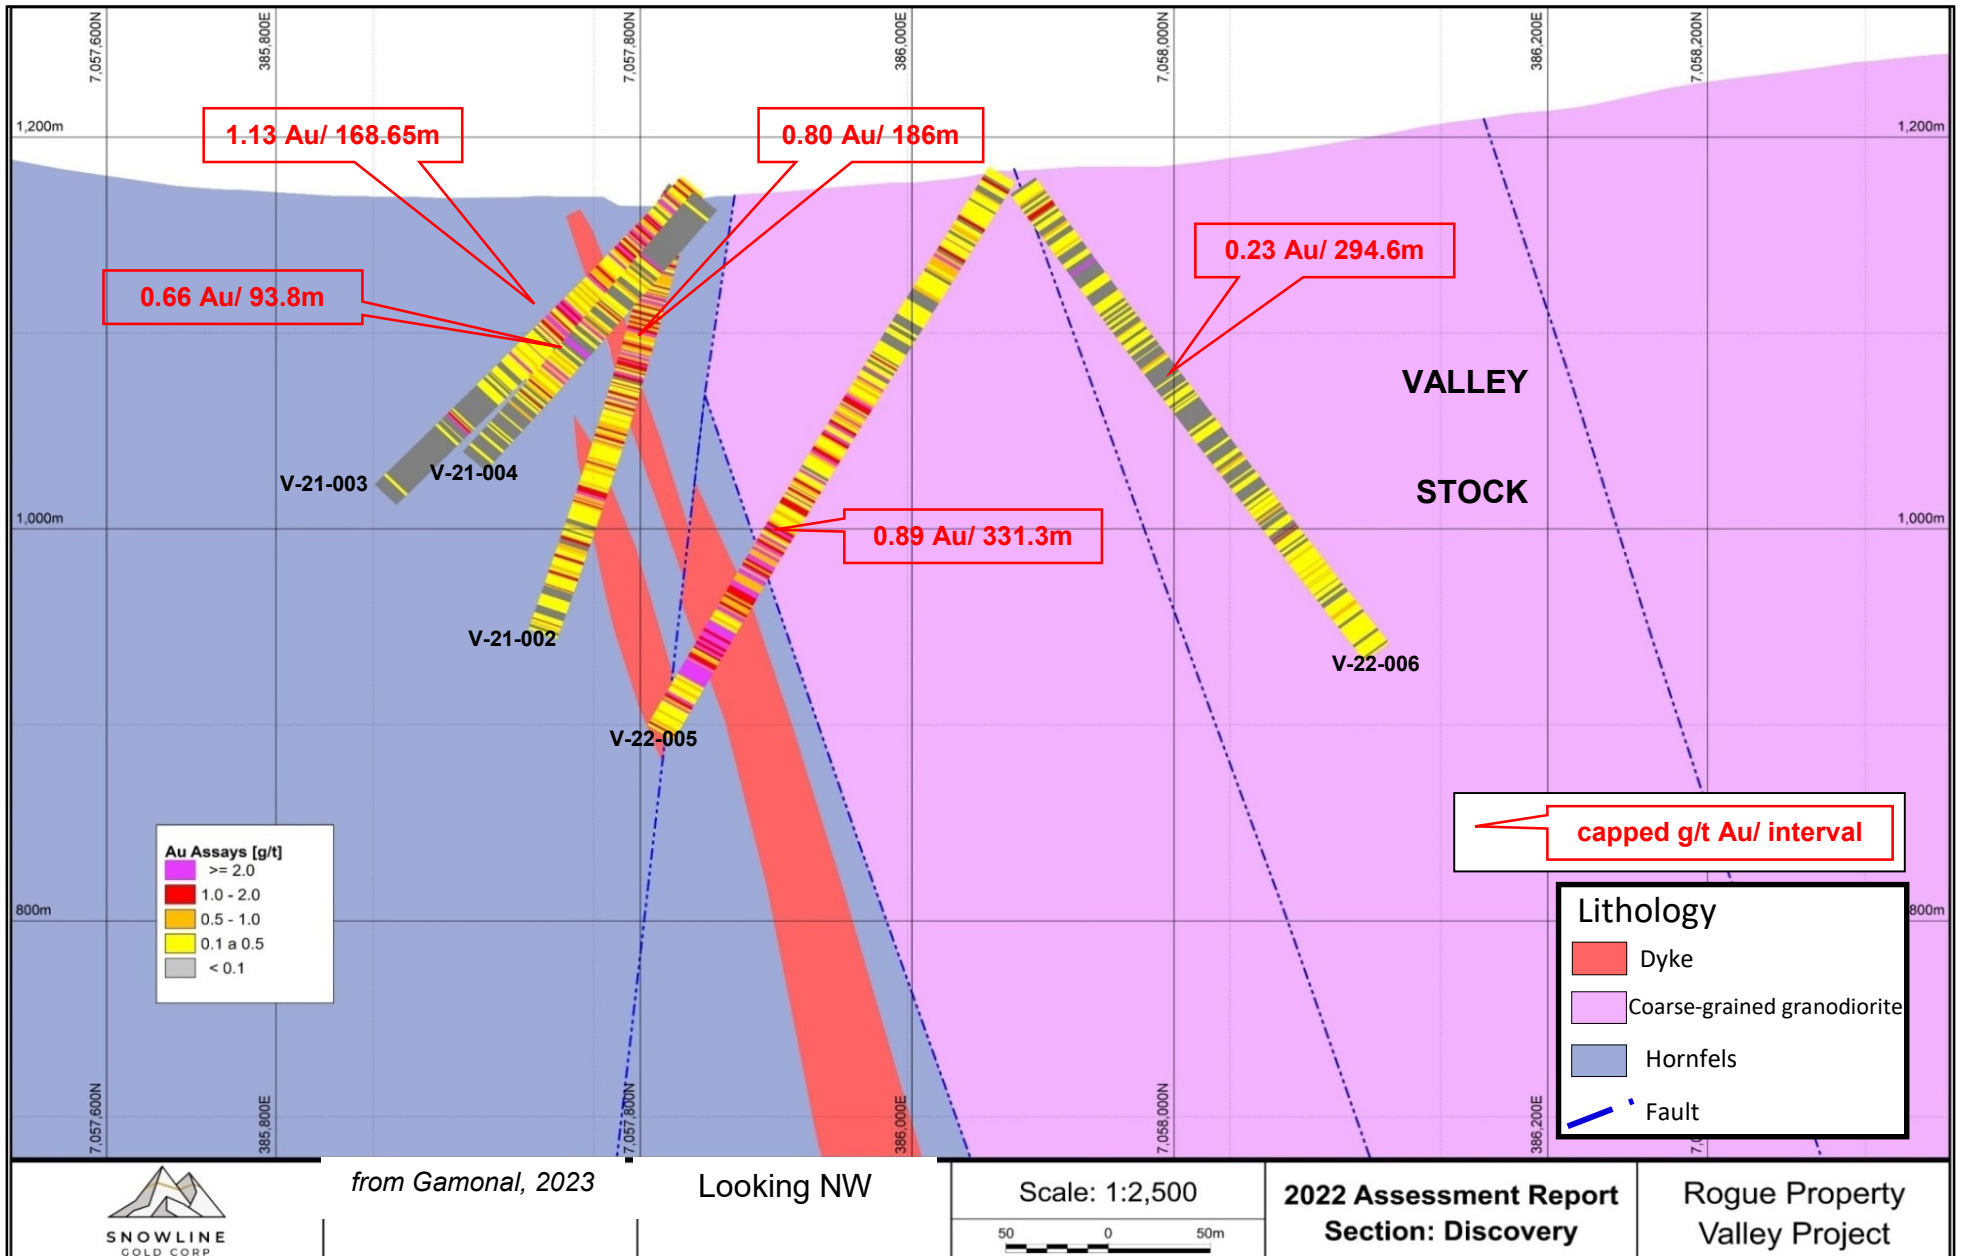 7,057,600N
385,800E
7,057,800N
386,000E
7,058,000N
386,200E
7,058,200N
1,200m
1,200m
1.13 Au/ 168.65m
0.80 Au/ 186m
0.66 Au/ 93.8m
0.23 Au/ 294.6m
VALLEY
STOCK
V-21-003
V-21-004
1,000m
1,000m
0.89 Au/ 331.3m
V-21-002
V-22-006
V-22-005
capped g/t Au/ interval
Au Assays [g/t]
>= 2.0
1.0 - 2.0
0.5 - 1.0
0.1 a 0.5
< 0.1
800m
800m
Lithology
Dyke
Coarse-grained granodiorite
Hornfels
Fault
7,057,600N
385,800E
7,057,800N
386,000E
7,058,000N
386,200E
SNOWLINE
GOLD CORP
from Gamonal, 2023
Looking NW
Scale: 1:2,500
50 0 50m
2022 Assessment Report
Section: Discovery
Rogue Property
Valley Project